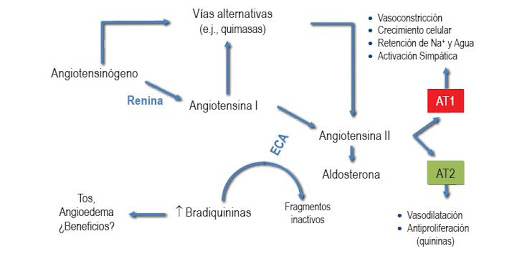 Vías alternativas
(e.j., quimasas)
• Vasoconstricción
• Crecimiento celular
• Retención de Na⁺ y Agua
• Activación Simpática
Angiotensinógeno
Renina
Angiotensina I
AT1
ECA
Angiotensina II
Aldosterona
AT2
Tos,
Angioedema
¿Beneficios?
↑ Bradiquininas
Fragmentos
inactivos
• Vasodilatación
• Antiproliferación
(quininas)